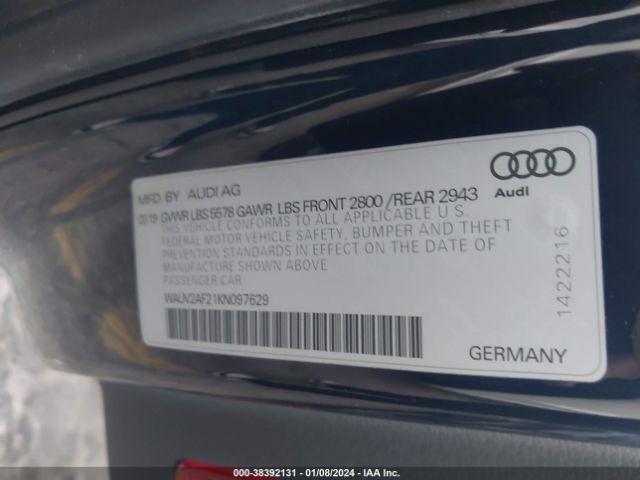 MFD. BY AUDI AG
03/19 GVWR LBS 5578 GAWR LBS FRONT 2800 / REAR 2943
THIS VEHICLE CONFORMS TO ALL APPLICABLE U.S.
FEDERAL MOTOR VEHICLE SAFETY, BUMPER AND THEFT
PREVENTION STANDARDS IN EFFECT ON THE DATE OF
MANUFACTURE SHOWN ABOVE.
PASSENGER CAR
WAUV2AF21KN097629
Audi
1422216
GERMANY
00-38392131 - 01/08/2024 - IAA Inc.